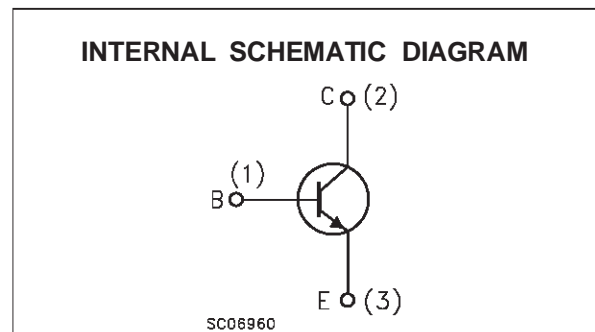 INTERNAL SCHEMATIC DIAGRAM
C (2)
(1)
B
E (3)
SC06960